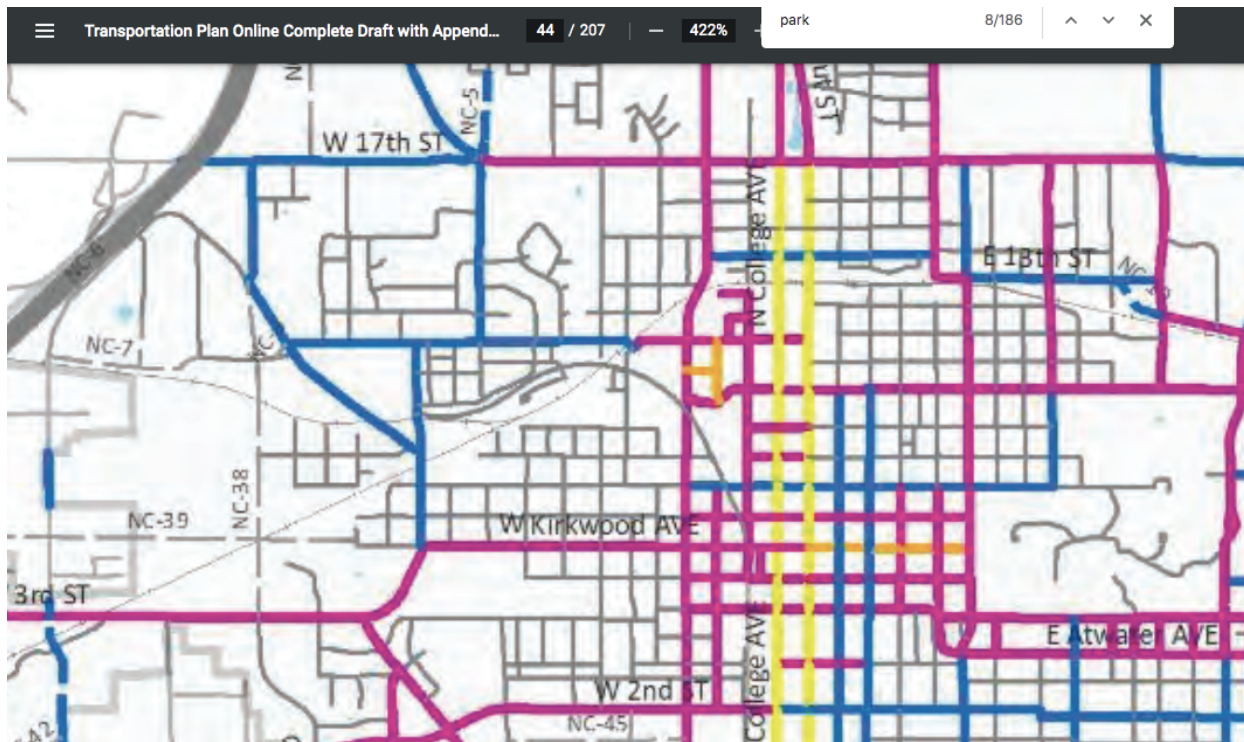 Transportation Plan Online Complete Draft with Append... 44 / 207 422%
park 8/186
NC-5
W 17th ST
N College AVE
NC-6
E 13th ST
NC-7
NC-38
NC-39
W Kirkwood AVE
3rd ST
E Atwater AVE
College AVE
W 2nd ST
NC-45